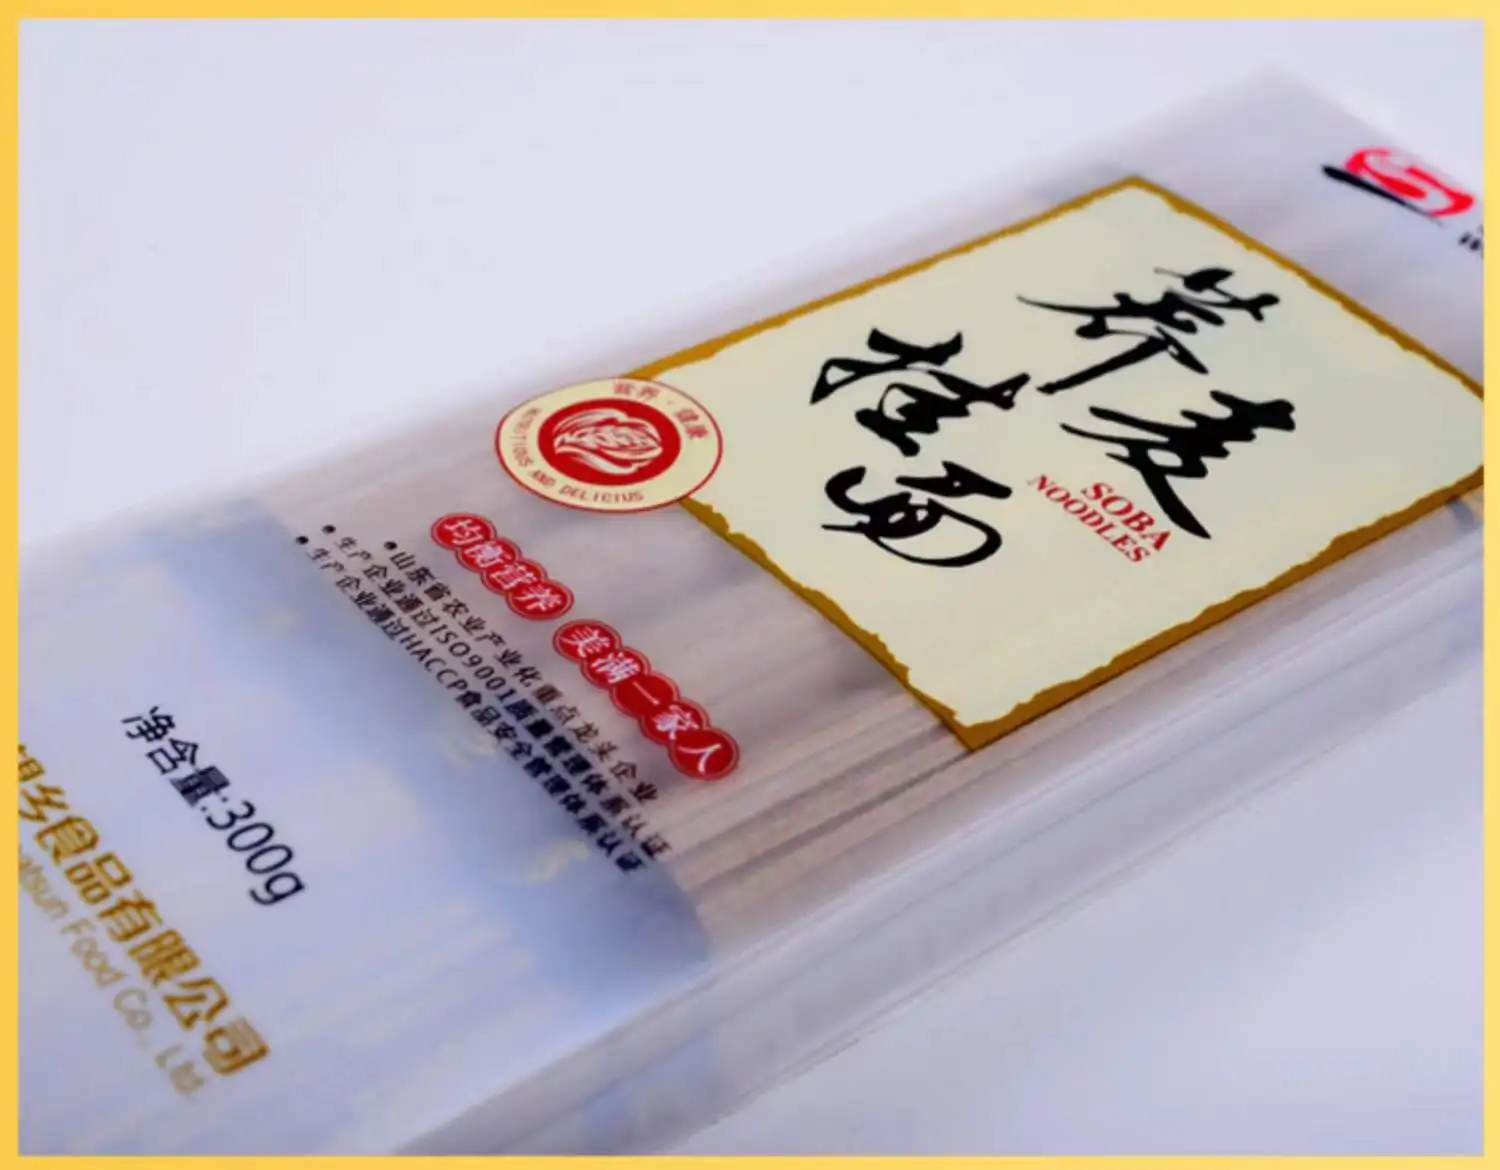 荞麦
挂面
SOBA
NOODLES
营养·健康
NUTRITIOUS AND DELICIUS
均衡营养 美满一家人
●山东省农业产业化重点龙头企业
●生产企业通过ISO9001质量管理体系认证
●生产企业通过HACCP食品安全管理体系认证
净含量:300g
乡食品有限公司
Food Co., Ltd.